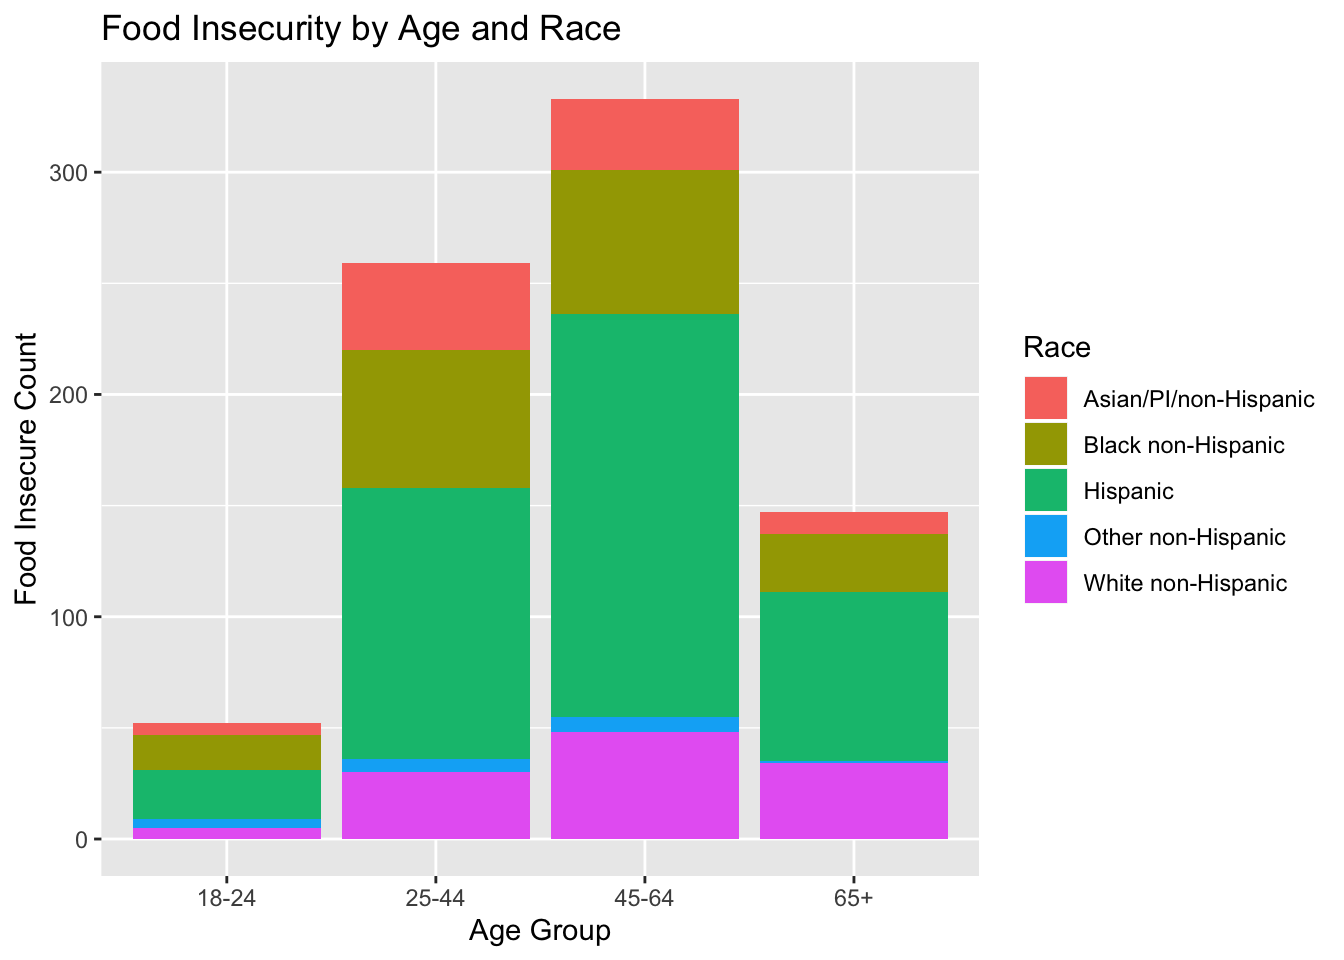 Food Insecurity by Age and Race
Food Insecure Count
300
200
100
0
18-24 25-44 45-64 65+
Age Group
Race
Asian/PI/non-Hispanic
Black non-Hispanic
Hispanic
Other non-Hispanic
White non-Hispanic